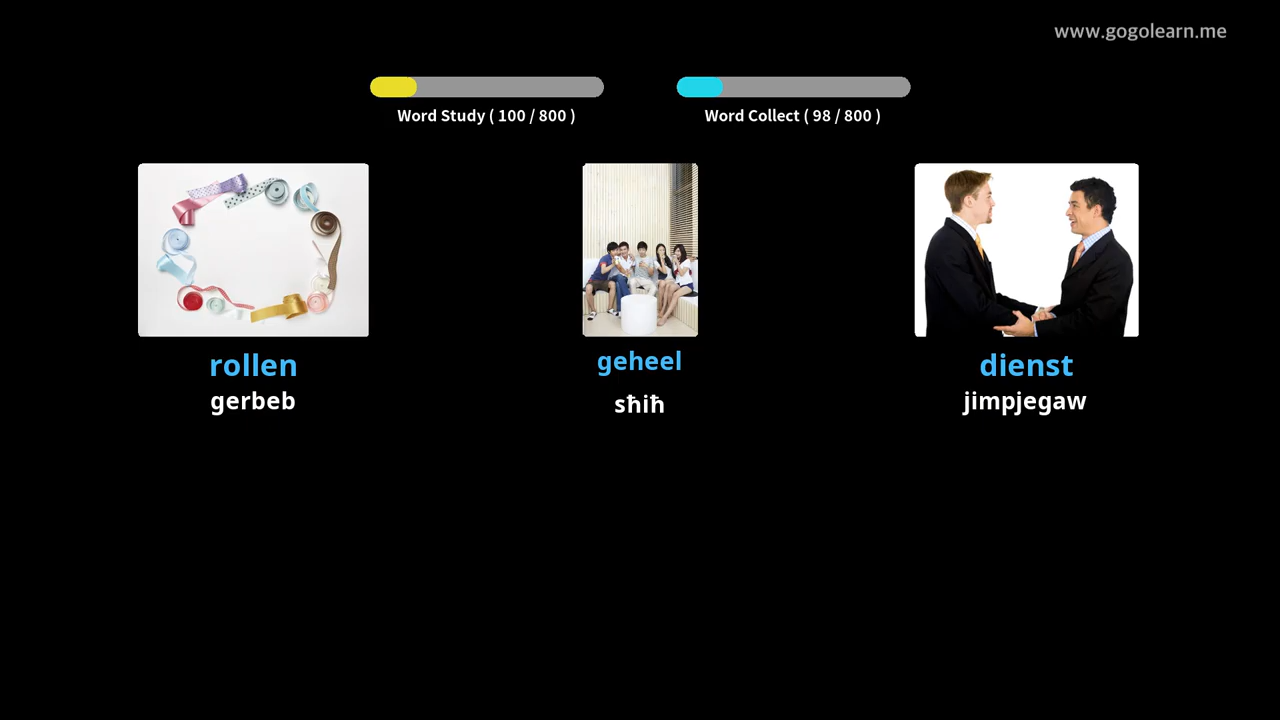 www.gogolearn.me
Word Study ( 100 / 800 )
Word Collect ( 98 / 800 )
rollen
gerbeb
geheel
sħiħ
dienst
jimpjegaw